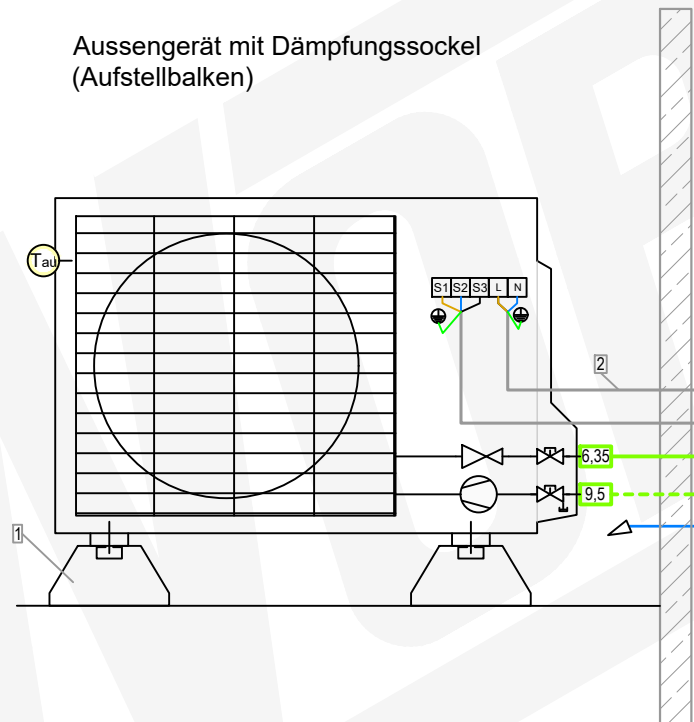 Aussengerät mit Dämpfungssockel
(Aufstellbalken)
Tau
S1 S2 S3 L N
2
6,35
9,5
1